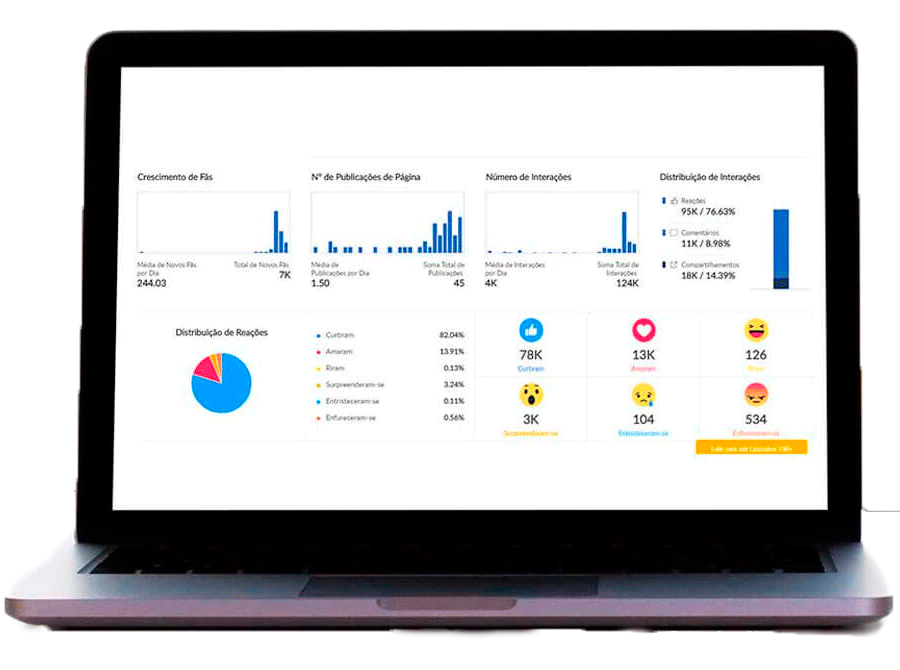 Crescimento de Fãs
Média de Novos Fãs
por Dia
244.03
Total de Novos Fãs
7K
Nº de Publicações de Página
Média de
Publicações por Dia
1.50
Soma Total de
Publicações
45
Número de Interações
Média de Interações
por Dia
4K
Soma Total de
Interações
124K
Distribuição de Interações
Reações
95K / 76.63%
Comentários
11K / 8.98%
Compartilhamentos
18K / 14.39%
Distribuição de Reações
Curtiram 82.04%
Amaram 13.91%
Riram 0.13%
Surpreenderam-se 3.24%
Entristeceram-se 0.11%
Enfureceram-se 0.56%
78K
Curtiram
13K
Amaram
126
Riram
3K
Surpreenderam-se
104
Entristeceram-se
534
Enfureceram-se